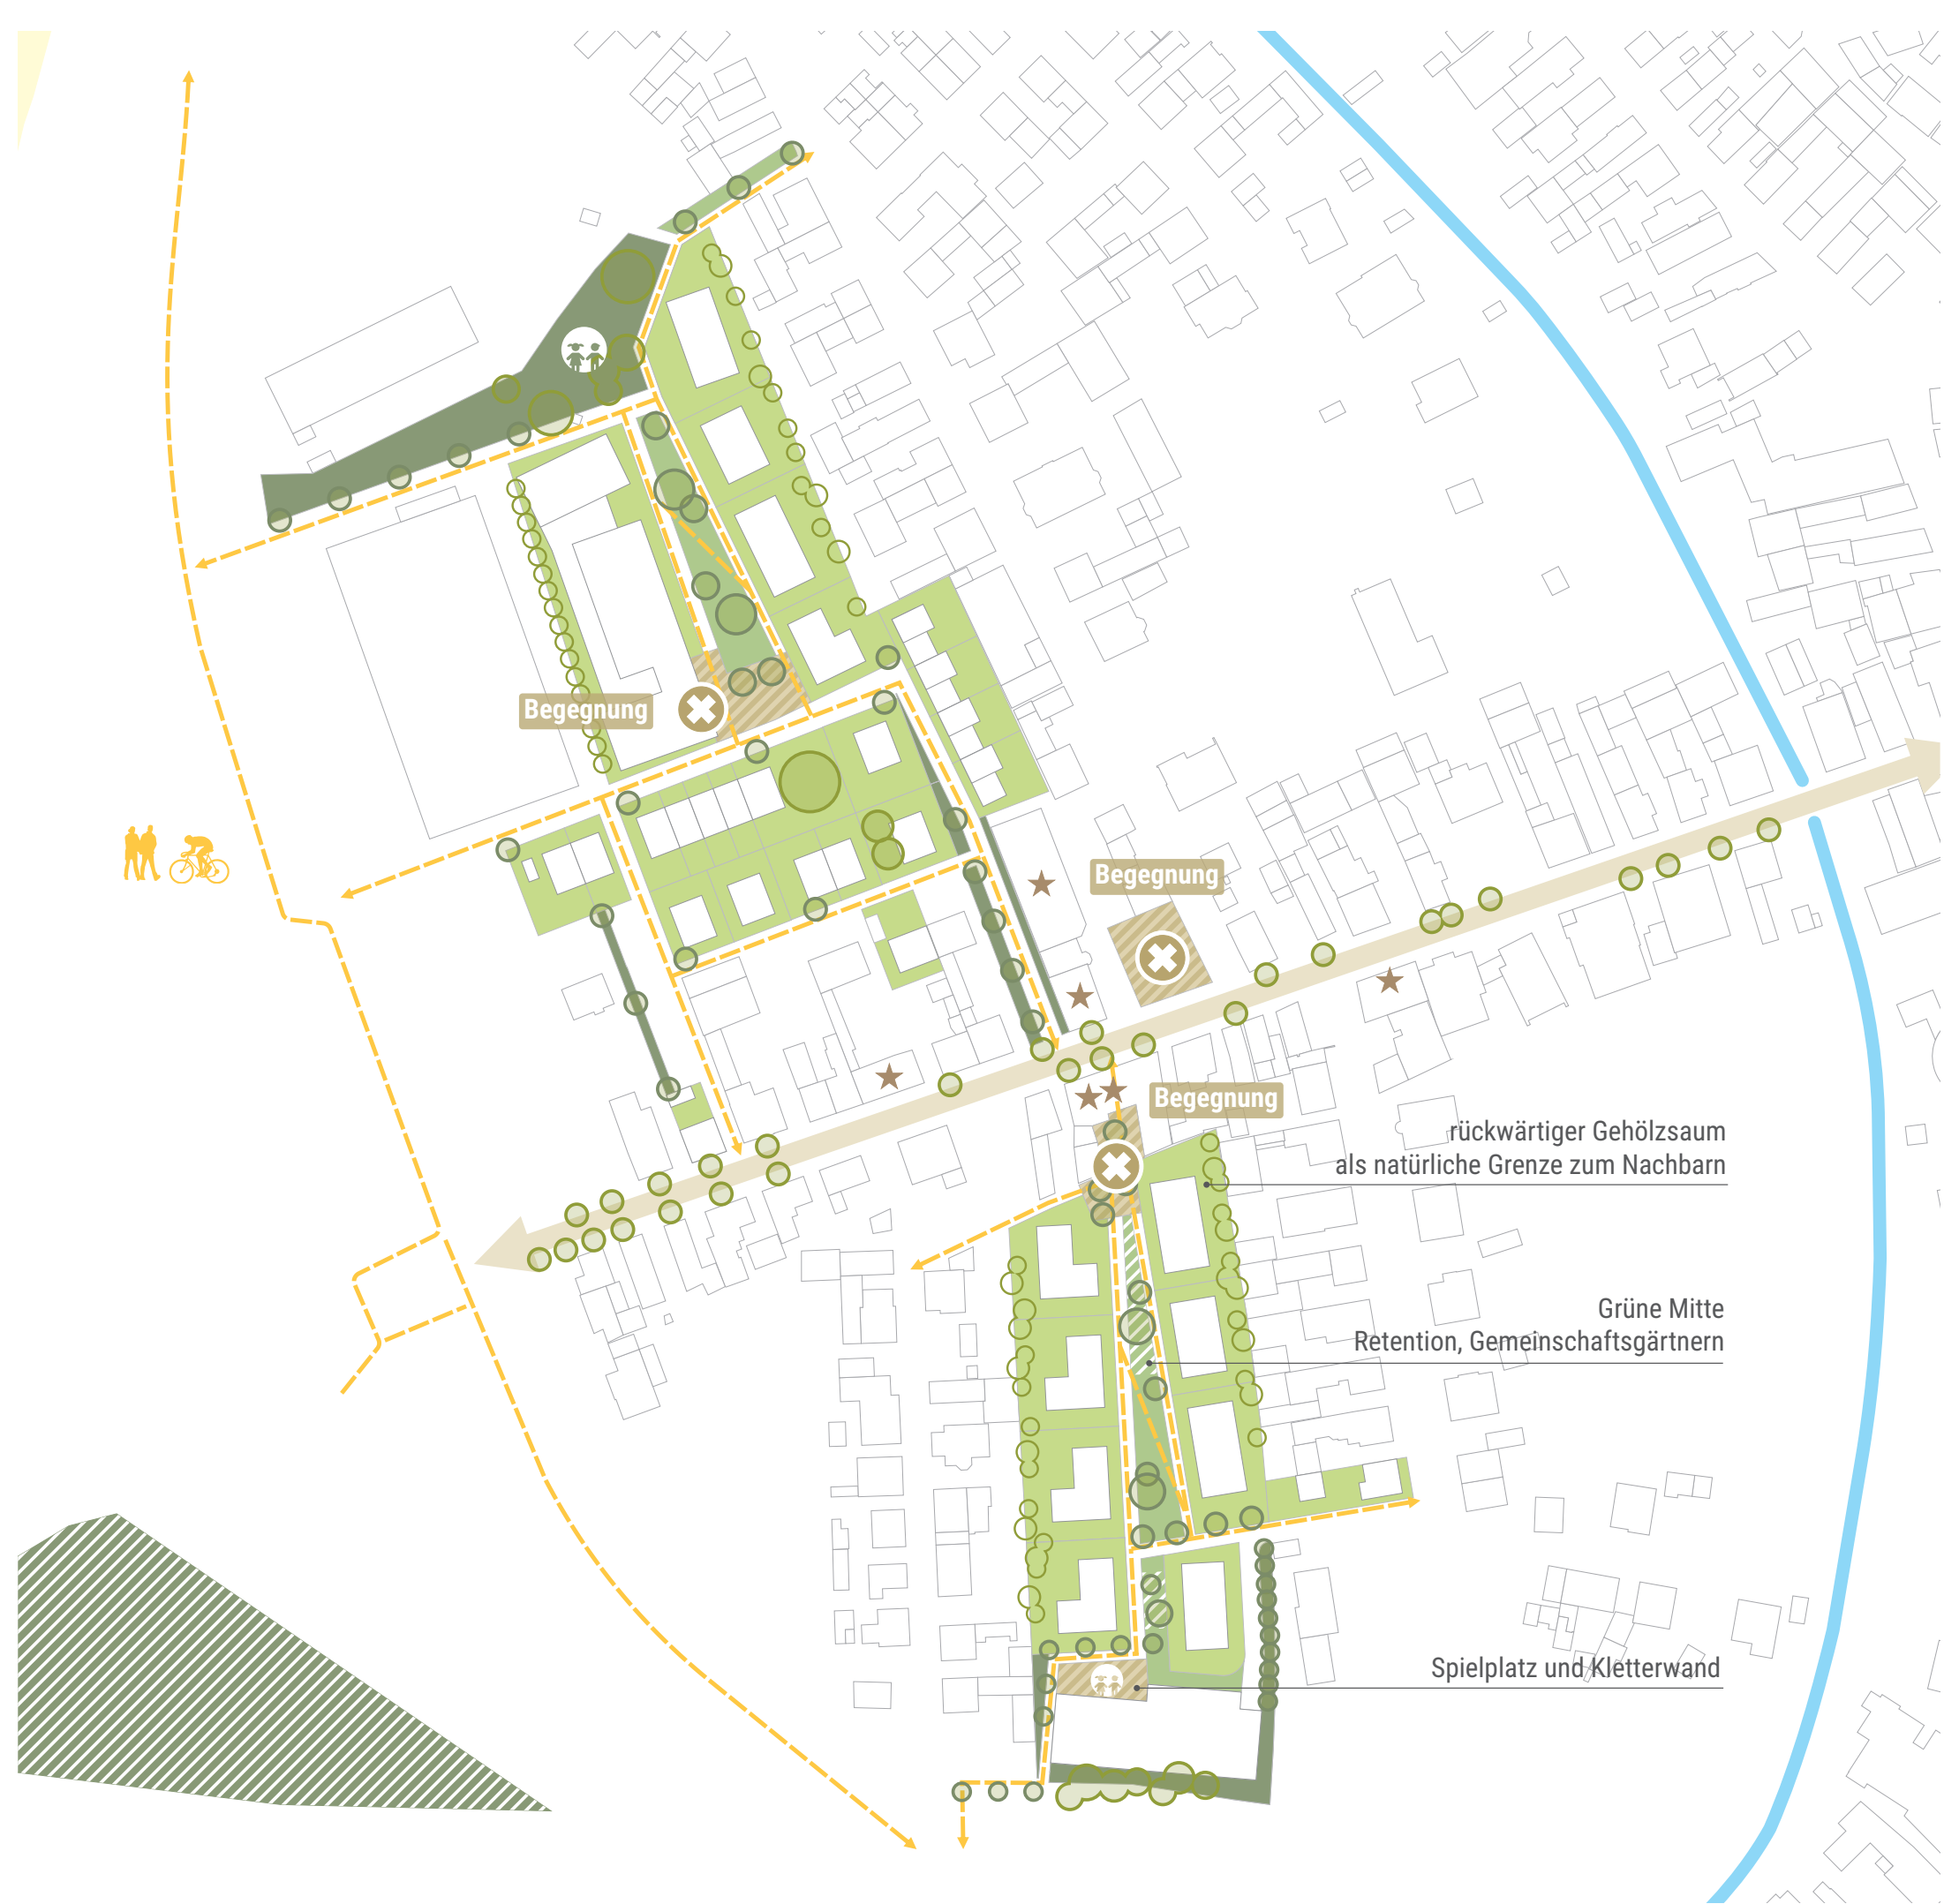 Begegnung
Begegnung
Begegnung
rückwärtiger Gehölzsaum
als natürliche Grenze zum Nachbarn
Grüne Mitte
Retention, Gemeinschaftsgärtnern
Spielplatz und Kletterwand